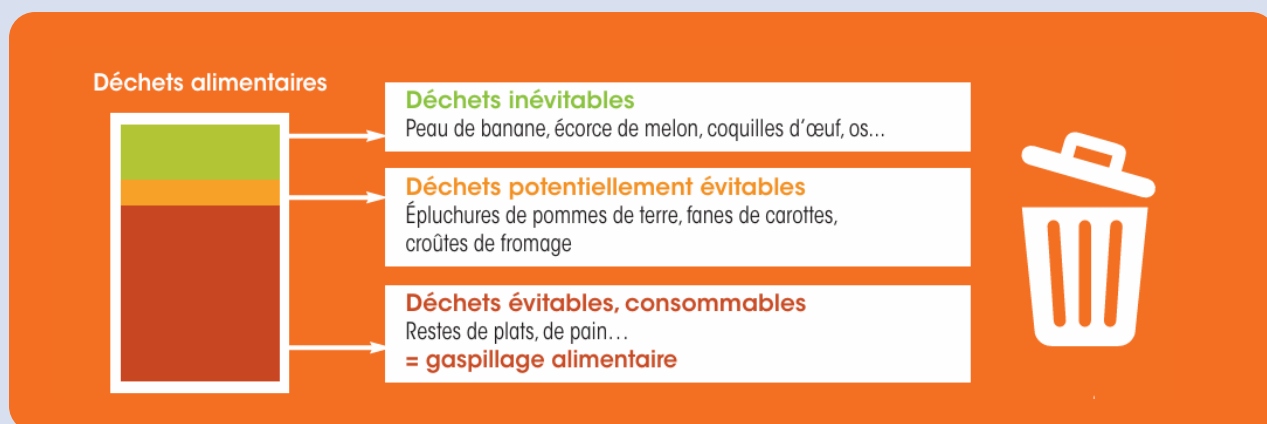 Déchets alimentaires
Déchets inévitables
Peau de banane, écorce de melon, coquilles d'œuf, os...
Déchets potentiellement évitables
Épluchures de pommes de terre, fanes de carottes,
croûtes de fromage
Déchets évitables, consommables
Restes de plats, de pain...
= gaspillage alimentaire